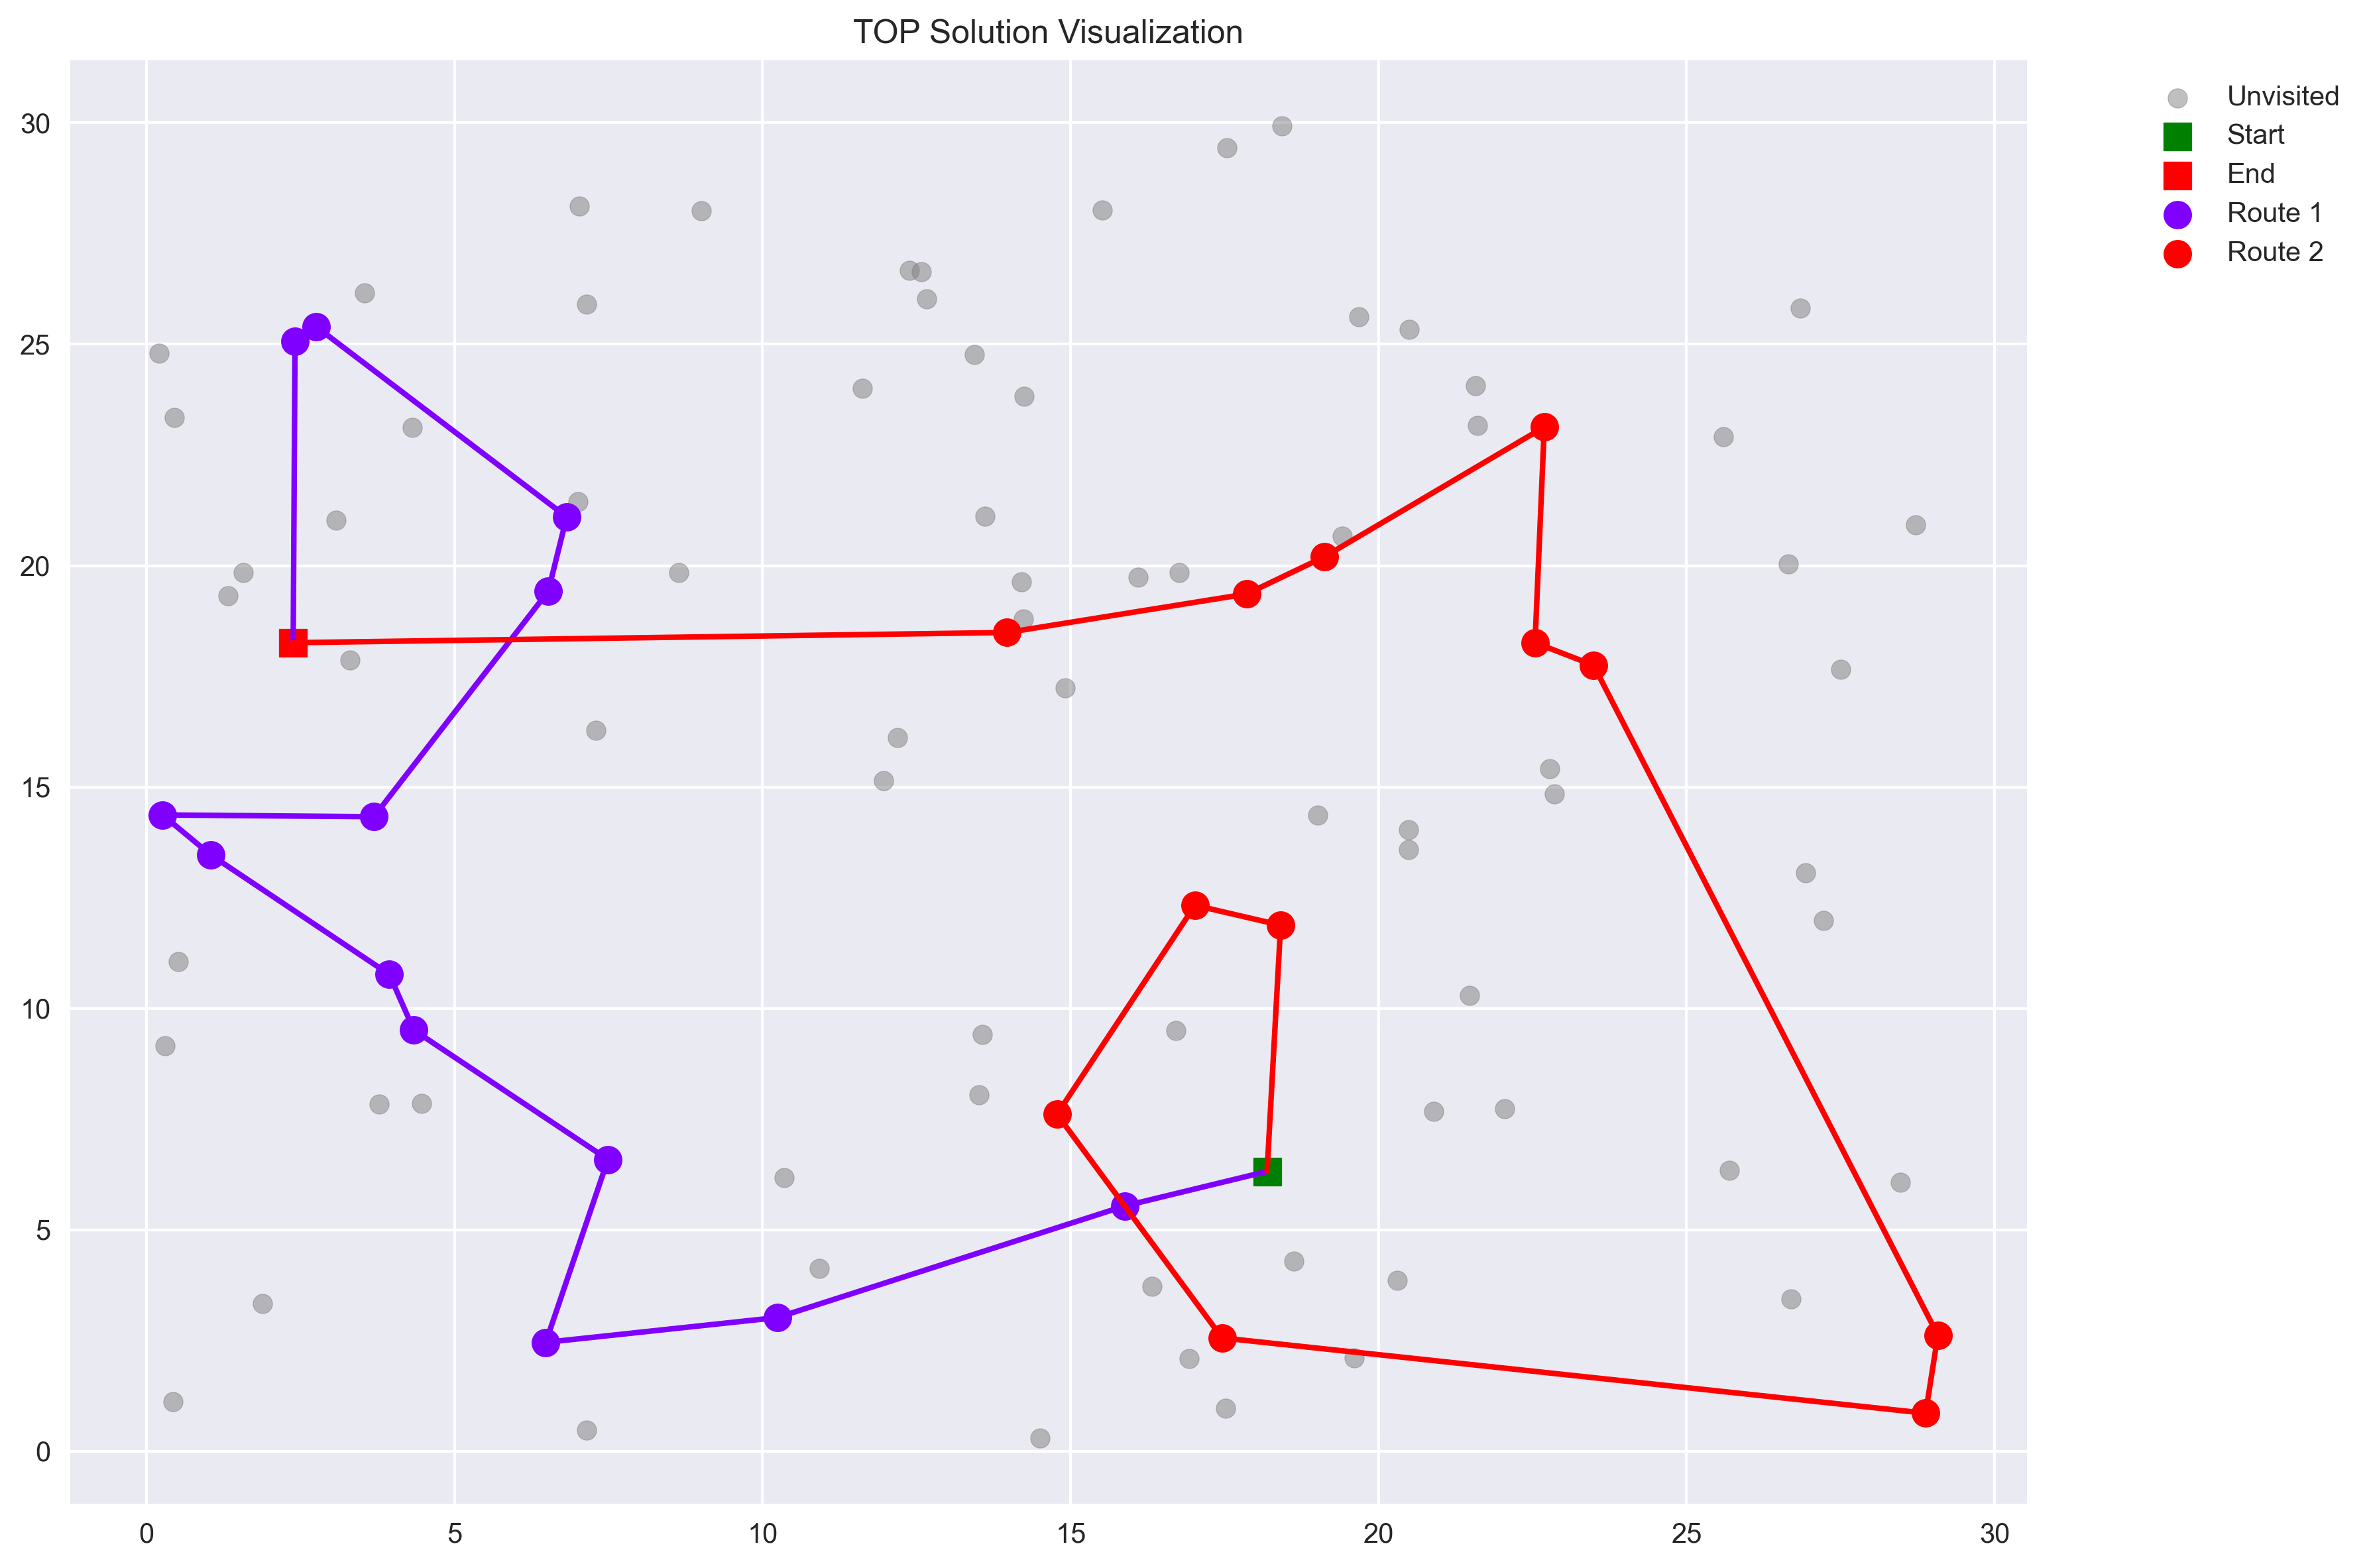 TOP Solution Visualization
Unvisited
Start
End
Route 1
Route 2
30
25
20
15
10
5
0
0 5 10 15 20 25 30